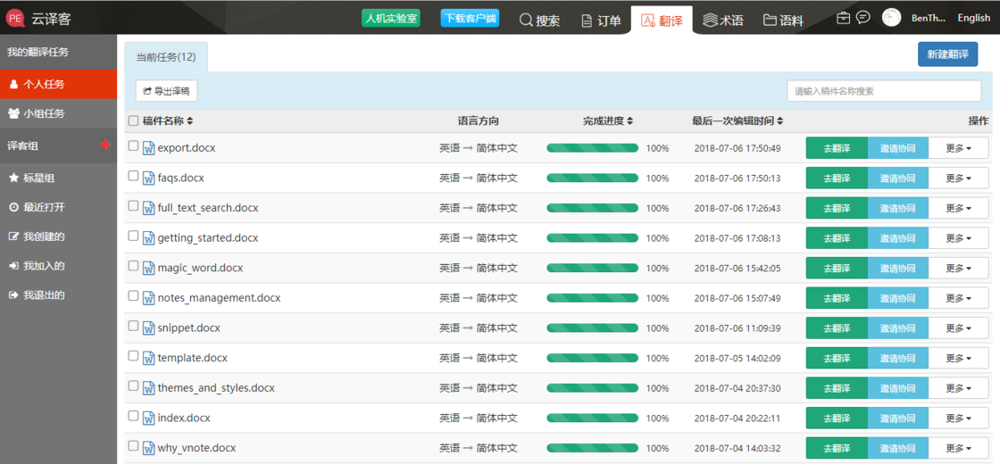 PE 云译客 人机实验室 下载客户端 搜索 订单 翻译 术语 语料 BenTh... English
我的翻译任务
个人任务
小组任务
译客组
标星组
最近打开
我创建的
我加入的
我退出的
当前任务(12) 新建翻译
导出译稿 请输入稿件名称搜索
稿件名称 语言方向 完成进度 最后一次编辑时间 操作
export.docx 英语 → 简体中文 100% 2018-07-06 17:50:49 去翻译 邀请协同 更多
faqs.docx 英语 → 简体中文 100% 2018-07-06 17:50:13 去翻译 邀请协同 更多
full_text_search.docx 英语 → 简体中文 100% 2018-07-06 17:26:43 去翻译 邀请协同 更多
getting_started.docx 英语 → 简体中文 100% 2018-07-06 17:08:13 去翻译 邀请协同 更多
magic_word.docx 英语 → 简体中文 100% 2018-07-06 15:42:05 去翻译 邀请协同 更多
notes_management.docx 英语 → 简体中文 100% 2018-07-06 15:07:49 去翻译 邀请协同 更多
snippet.docx 英语 → 简体中文 100% 2018-07-06 11:09:39 去翻译 邀请协同 更多
template.docx 英语 → 简体中文 100% 2018-07-05 14:02:09 去翻译 邀请协同 更多
themes_and_styles.docx 英语 → 简体中文 100% 2018-07-04 20:37:30 去翻译 邀请协同 更多
index.docx 英语 → 简体中文 100% 2018-07-04 20:22:11 去翻译 邀请协同 更多
why_vnote.docx 英语 → 简体中文 100% 2018-07-04 14:03:32 去翻译 邀请协同 更多